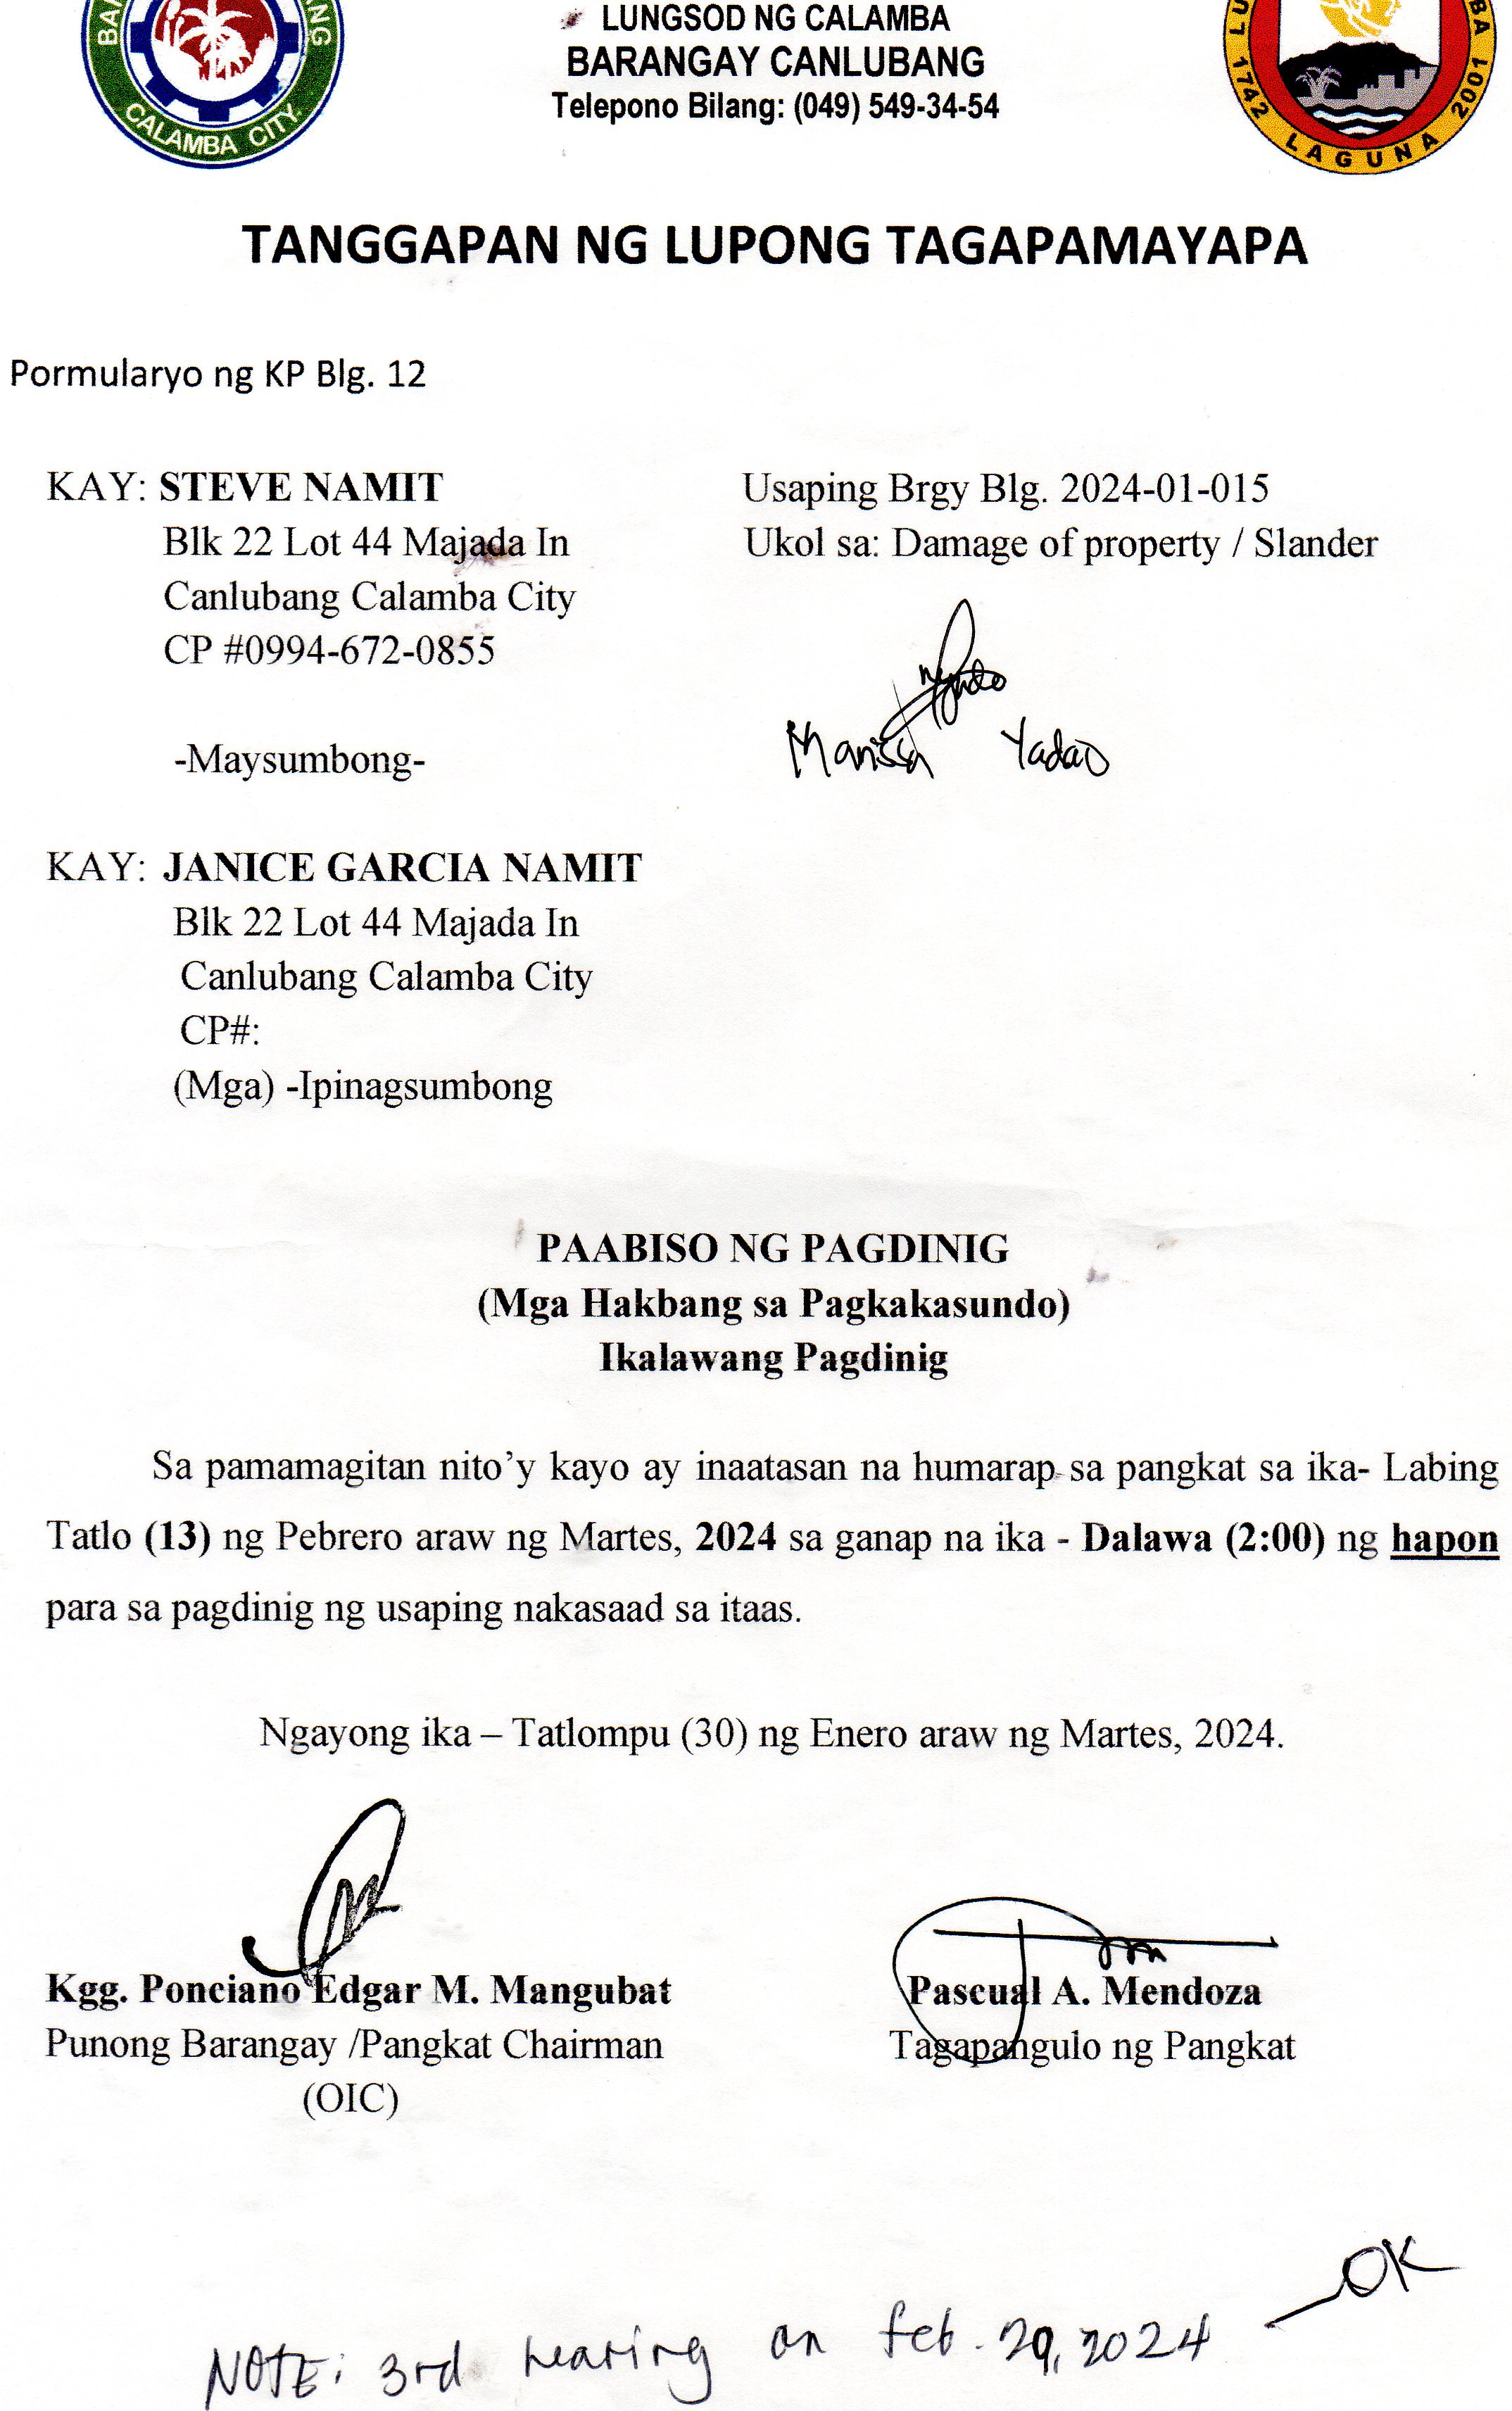 LUNGSOD NG CALAMBA
BARANGAY CANLUBANG
Telepono Bilang: (049) 549-34-54
CALAMBA CITY.
1742 LAGUNA 2001
TANGGAPAN NG LUPONG TAGAPAMAYAPA
Pormularyo ng KP Blg. 12
KAY: STEVE NAMIT
Blk 22 Lot 44 Majada In
Canlubang Calamba City
CP #0994-672-0855
-Maysumbong-
Usaping Brgy Blg. 2024-01-015
Ukol sa: Damage of property / Slander
Marissa Yadao
KAY: JANICE GARCIA NAMIT
Blk 22 Lot 44 Majada In
Canlubang Calamba City
CP#:
(Mga) -Ipinagsumbong
PAABISO NG PAGDINIG
(Mga Hakbang sa Pagkakasundo)
Ikalawang Pagdinig
Sa pamamagitan nito’y kayo ay inaatasan na humarap sa pangkat sa ika- Labing
Tatlo (13) ng Pebrero araw ng Martes, 2024 sa ganap na ika - Dalawa (2:00) ng hapon
para sa pagdinig ng usaping nakasaad sa itaas.
Ngayong ika – Tatlompu (30) ng Enero araw ng Martes, 2024.
Kgg. Ponciano Edgar M. Mangubat
Punong Barangay /Pangkat Chairman
(OIC)
Pascual A. Mendoza
Tagapangulo ng Pangkat
OK
NOTE: 3rd hearing on feb. 29, 2024